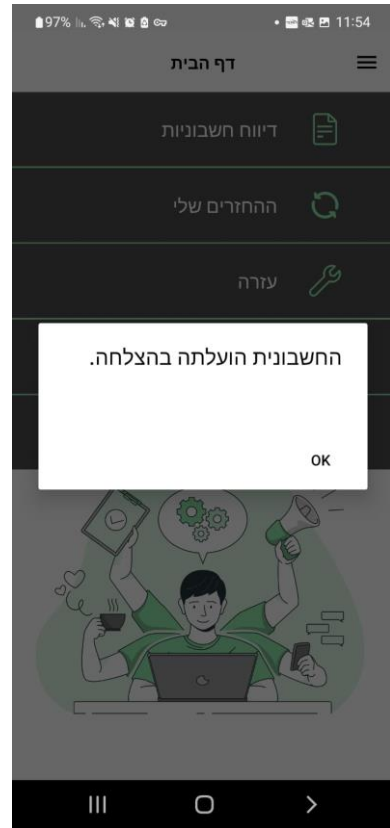 97% 11:54
דף הבית
דיווח חשבוניות
ההחזרים שלי
עזרה
החשבונית הועלתה בהצלחה.
OK